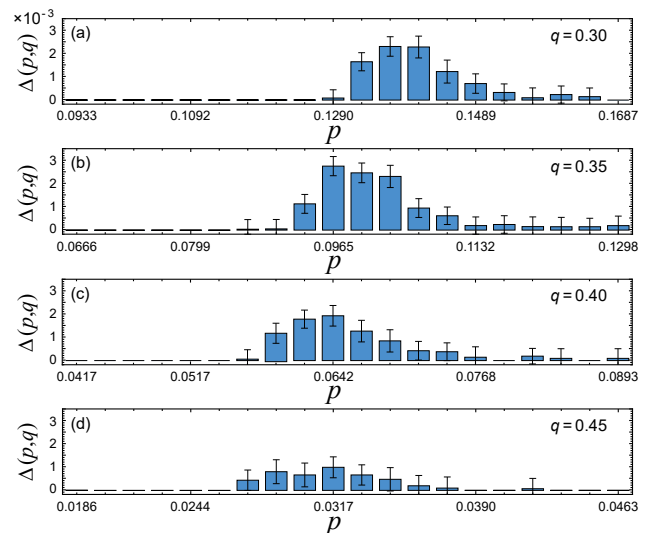 ×10⁻³
(a)
q = 0.30
Δ(p,q)
3
2
1
0
0.0933
0.1092
0.1290
0.1489
0.1687
p
(b)
q = 0.35
Δ(p,q)
3
2
1
0
0.0666
0.0799
0.0965
0.1132
0.1298
p
(c)
q = 0.40
Δ(p,q)
3
2
1
0
0.0417
0.0517
0.0642
0.0768
0.0893
p
(d)
q = 0.45
Δ(p,q)
3
2
1
0
0.0186
0.0244
0.0317
0.0390
0.0463
p